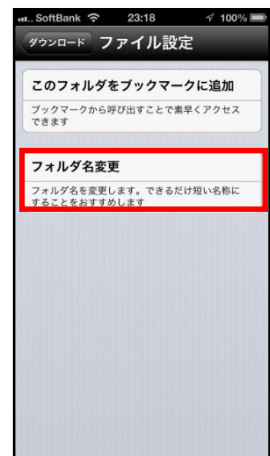 SoftBank 23:18 100%
ダウンロード ファイル設定
このフォルダをブックマークに追加
ブックマークから呼び出すことで素早くアクセス
できます
フォルダ名変更
フォルダ名を変更します。できるだけ短い名称に
することをおすすめします